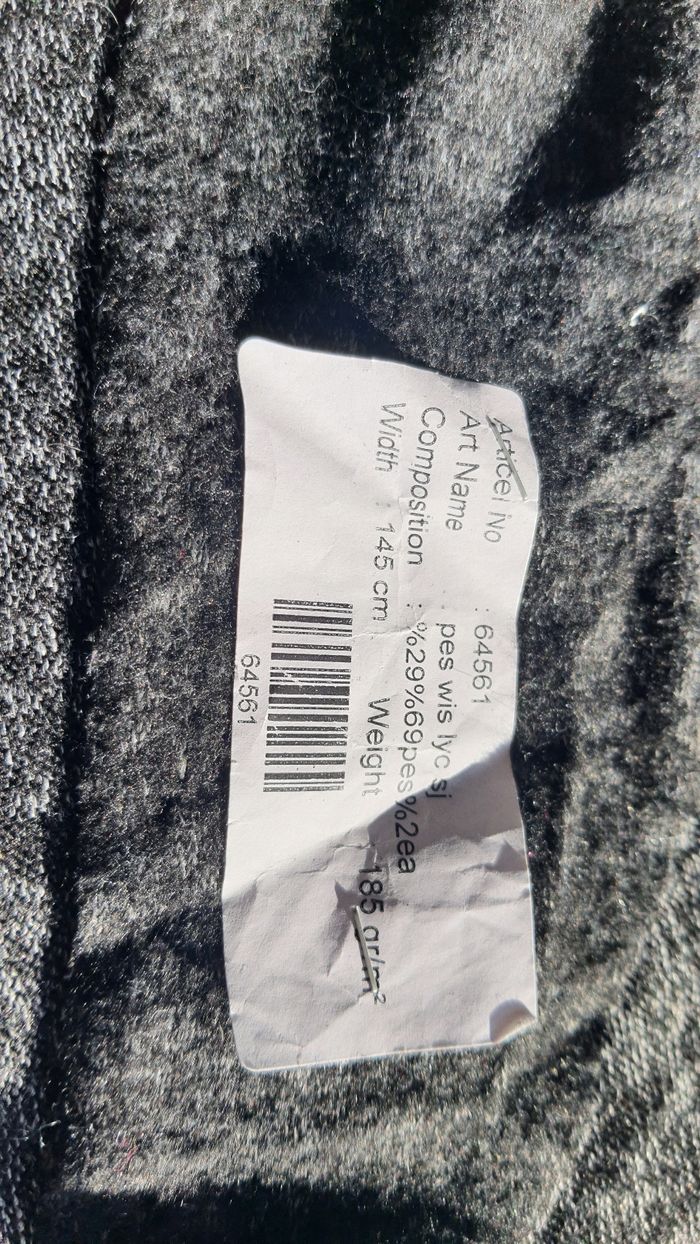 Articel No : 64561
Art Name : pes wis lyc sj
Composition : %29%69pes%2ea
Width : 145 cm Weight 185 gr/m²
64561